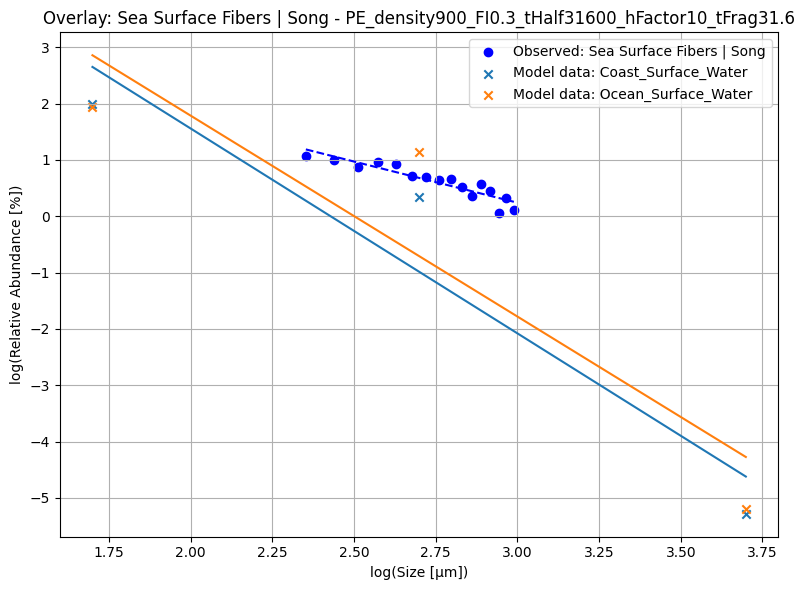 Overlay: Sea Surface Fibers | Song - PE_density900_FI0.3_tHalf31600_hFactor10_tFrag31.6
Observed: Sea Surface Fibers | Song
Model data: Coast_Surface_Water
Model data: Ocean_Surface_Water
log(Relative Abundance [%])
3
2
1
0
−1
−2
−3
−4
−5
1.75 2.00 2.25 2.50 2.75 3.00 3.25 3.50 3.75
log(Size [μm])